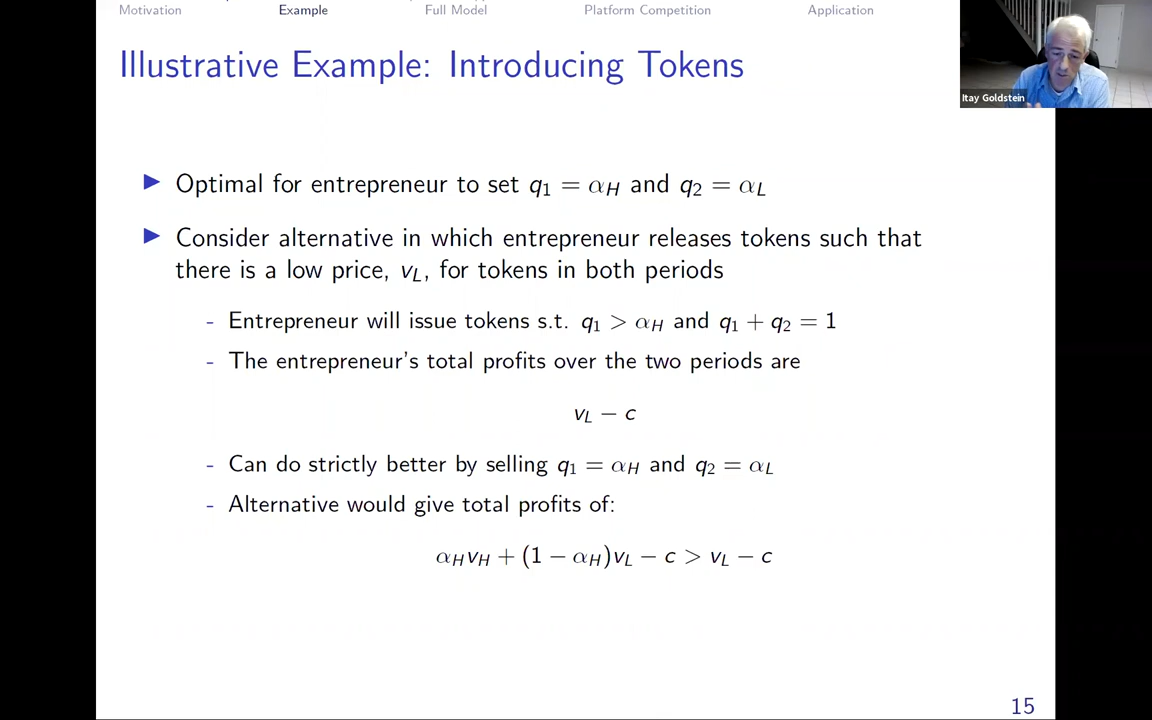 Motivation Example Full Model Platform Competition Application
Illustrative Example: Introducing Tokens
Itay Goldstein
▶ Optimal for entrepreneur to set q₁ = α_H and q₂ = α_L
▶ Consider alternative in which entrepreneur releases tokens such that
there is a low price, v_L, for tokens in both periods
- Entrepreneur will issue tokens s.t. q₁ > α_H and q₁ + q₂ = 1
- The entrepreneur's total profits over the two periods are
v_L − c
- Can do strictly better by selling q₁ = α_H and q₂ = α_L
- Alternative would give total profits of:
α_H v_H + (1 − α_H)v_L − c > v_L − c
15